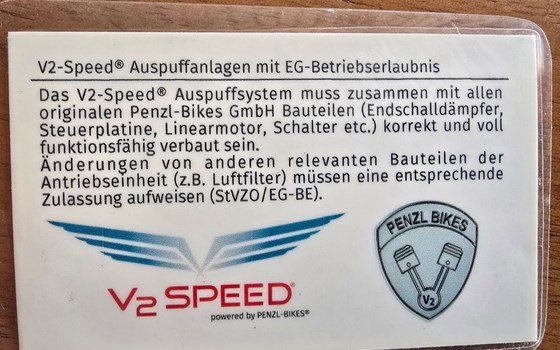 V2-Speed® Auspuffanlagen mit EG-Betriebserlaubnis
Das V2-Speed® Auspuffsystem muss zusammen mit allen
originalen Penzl-Bikes GmbH Bauteilen (Endschalldämpfer,
Steuerplatine, Linearmotor, Schalter etc.) korrekt und voll
funktionsfähig verbaut sein.
Änderungen von anderen relevanten Bauteilen der
Antriebseinheit (z.B. Luftfilter) müssen eine entsprechende
Zulassung aufweisen (StVZO/EG-BE).
V2 SPEED®
powered by PENZL-BIKES®
PENZL BIKES
V2